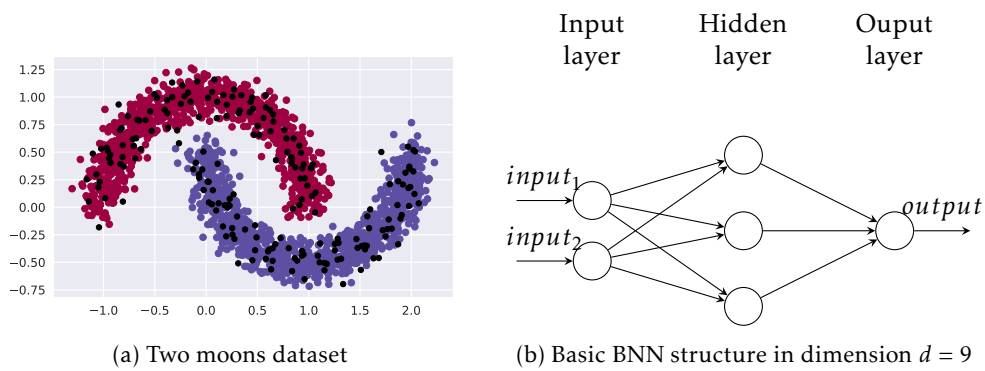 1.25
1.00
0.75
0.50
0.25
0.00
−0.25
−0.50
−0.75
−1.0 −0.5 0.0 0.5 1.0 1.5 2.0
(a) Two moons dataset
Input Hidden Ouput
layer layer layer
input₁
input₂
output
(b) Basic BNN structure in dimension d = 9